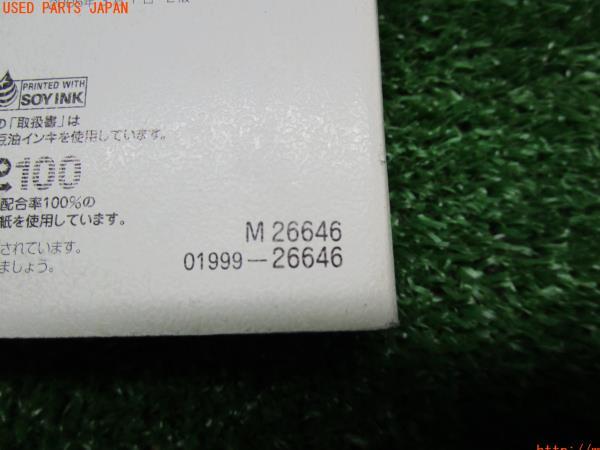 USED PARTS JAPAN
PRINTED WITH
SOY INK
の「取扱書」は
豆油インキを使用しています。
100
配合率100%の
紙を使用しています。
されています。
ましょう。
M 26646
01999-26646